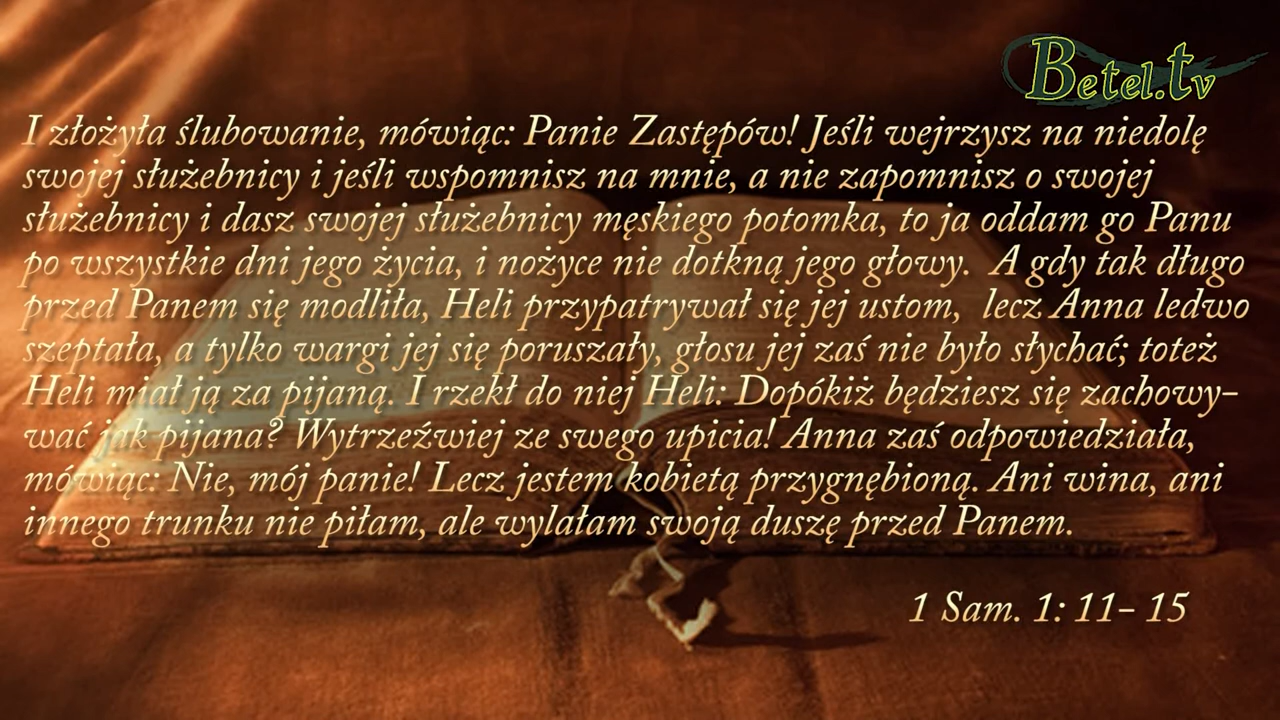 Betel.tv
I złożyła ślubowanie, mówiąc: Panie Zastępów! Jeśli wejrzysz na niedolę
swojej służebnicy i jeśli wspomnisz na mnie, a nie zapomnisz o swojej
służebnicy i dasz swojej służebnicy męskiego potomka, to ja oddam go Panu
po wszystkie dni jego życia, i nożyce nie dotkną jego głowy.  A gdy tak długo
przed Panem się modliła, Heli przypatrywał się jej ustom,  lecz Anna ledwo
szeptała, a tylko wargi jej się poruszały, głosu jej zaś nie było słychać; toteż
Heli miał ją za pijaną. I rzekł do niej Heli: Dopókiż będziesz się zachowy-
wać jak pijana? Wytrzeźwiej ze swego upicia! Anna zaś odpowiedziała,
mówiąc: Nie, mój panie! Lecz jestem kobietą przygnębioną. Ani wina, ani
innego trunku nie piłam, ale wylałam swoją duszę przed Panem.
1 Sam. 1: 11- 15